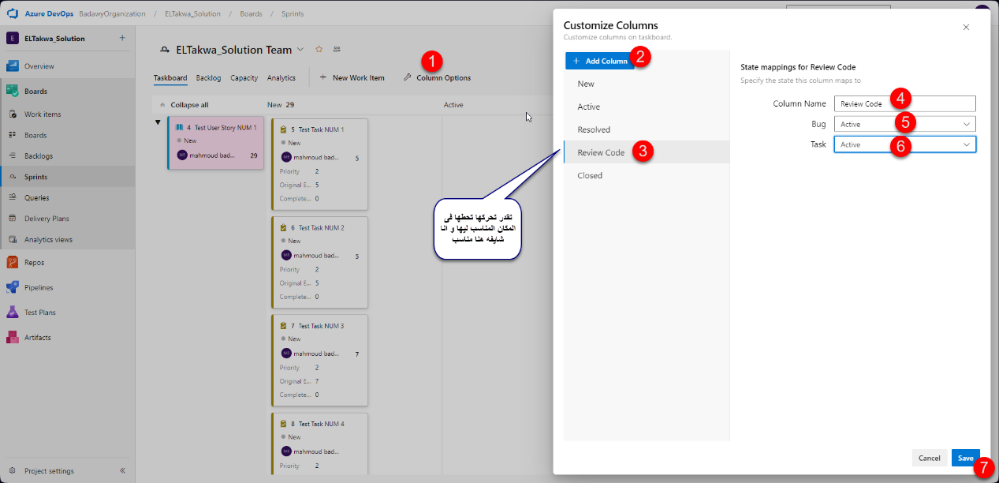 Azure DevOps BadawyOrganization / ELTakwa_Solution / Boards / Sprints
E ELTakwa_Solution +
Overview
Boards
Work items
Boards
Backlogs
Sprints
Queries
Delivery Plans
Analytics views
Repos
Pipelines
Test Plans
Artifacts
Project settings
ELTakwa_Solution Team
1
Taskboard Backlog Capacity Analytics + New Work Item Column Options
Collapse all New 29 Active
4 Test User Story NUM 1
New
MB mahmoud bad... 29
5 Test Task NUM 1
New
MB mahmoud bad... 5
Priority 2
Original E... 5
Complete... 0
6 Test Task NUM 2
New
MB mahmoud bad... 5
Priority 2
Original E... 5
Complete... 0
7 Test Task NUM 3
New
MB mahmoud bad... 7
Priority 2
Original E... 7
Complete... 0
8 Test Task NUM 4
New
MB mahmoud bad...
Priority 2
تقدر تحركها تحطها فى
المكان المناسب ليها و انا
شايفه هنا مناسب
Customize Columns
Customize columns on taskboard.
+ Add Column 2
New
Active
Resolved
Review Code 3
Closed
State mappings for Review Code
Specify the state this column maps to
Column Name Review Code 4
Bug Active 5
Task Active 6
Cancel Save 7